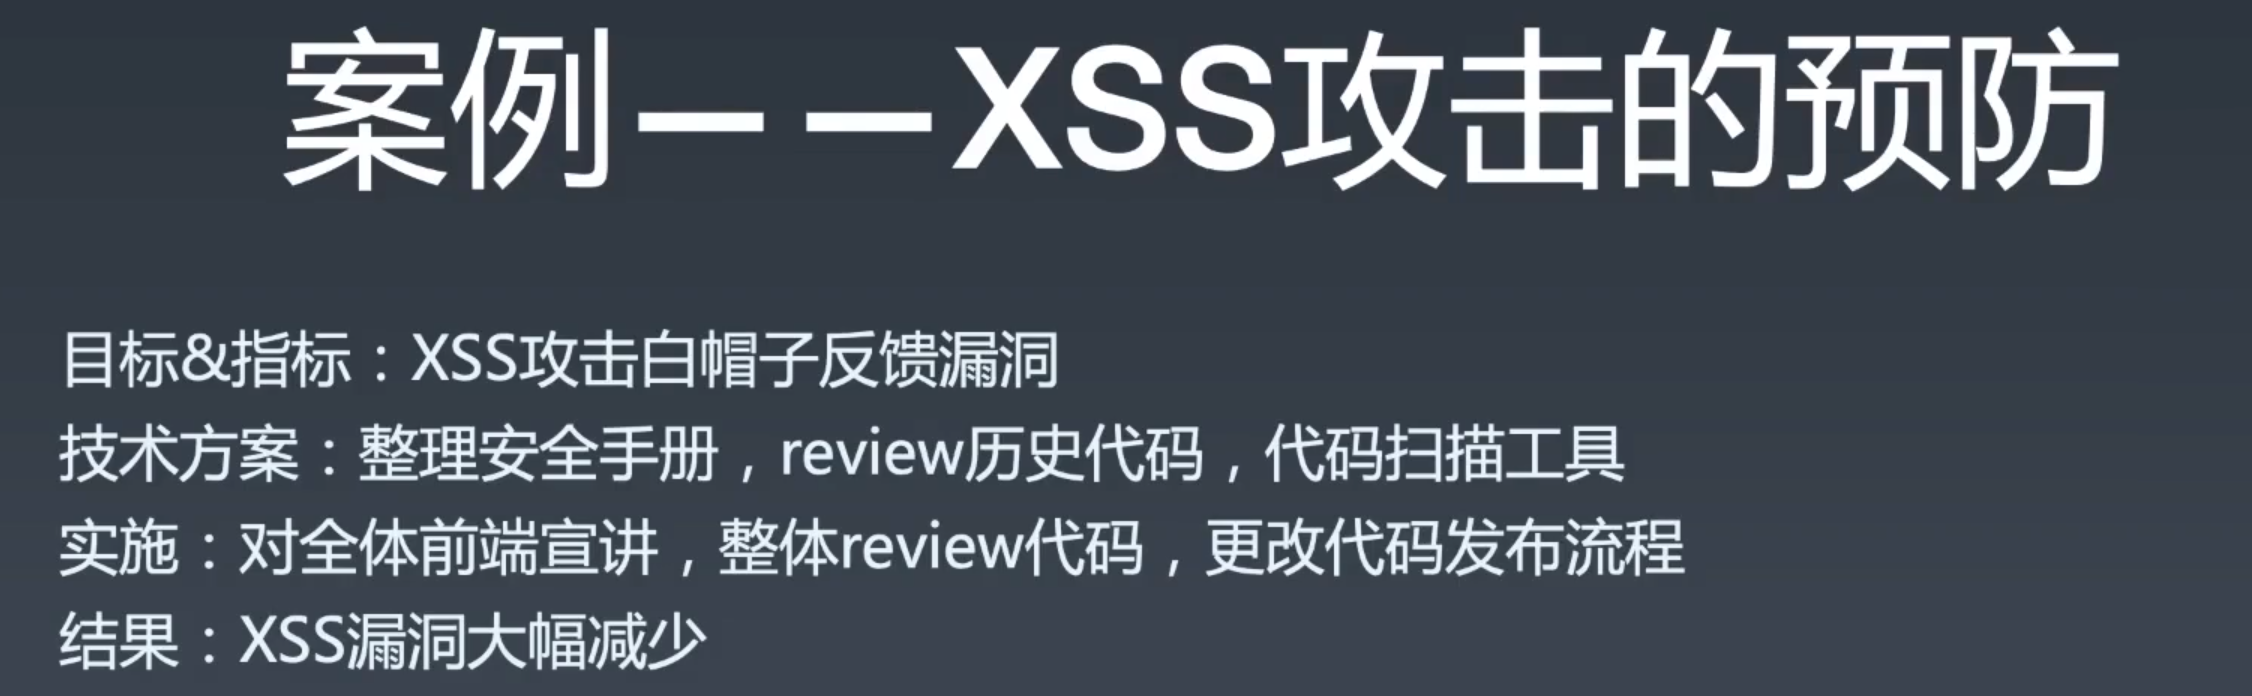 案例——XSS攻击的预防
目标&指标：XSS攻击白帽子反馈漏洞
技术方案：整理安全手册，review历史代码，代码扫描工具
实施：对全体前端宣讲，整体review代码，更改代码发布流程
结果：XSS漏洞大幅减少